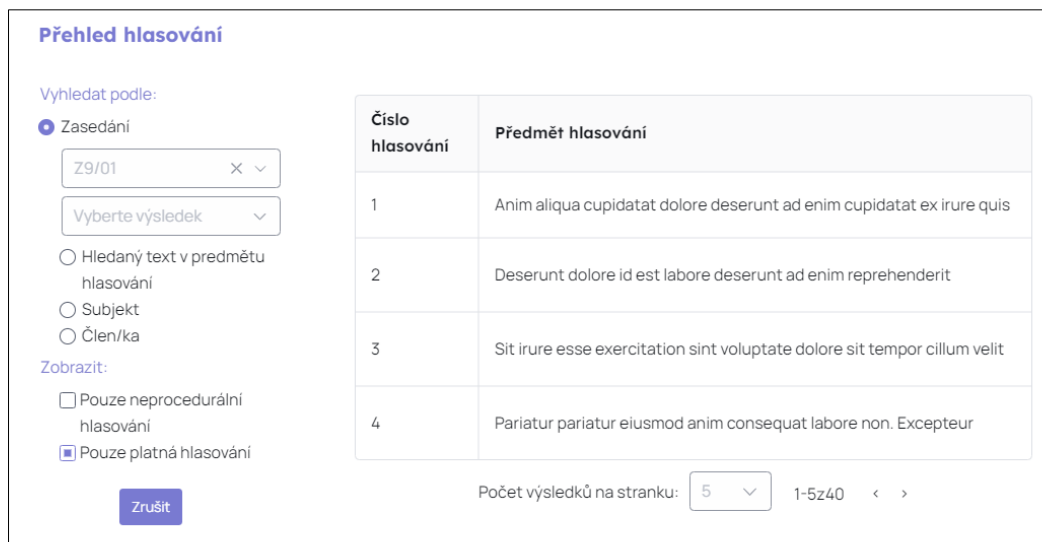 Přehled hlasování
Vyhledat podle:
Zasedání
Z9/01
Vyberte výsledek
Hledaný text v predmětu
hlasování
Subjekt
Člen/ka
Zobrazit:
Pouze neprocedurální
hlasování
Pouze platná hlasování
Zrušit
Číslo
hlasování
Předmět hlasování
1 Anim aliqua cupidatat dolore deserunt ad enim cupidatat ex irure quis
2 Deserunt dolore id est labore deserunt ad enim reprehenderit
3 Sit irure esse exercitation sint voluptate dolore sit tempor cillum velit
4 Pariatur pariatur eiusmod anim consequat labore non. Excepteur
Počet výsledků na stranku: 5 1-5z40